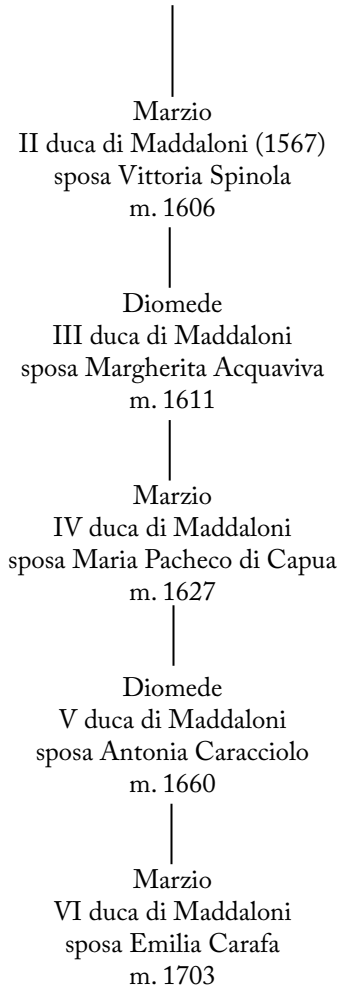 Marzio
II duca di Maddaloni (1567)
sposa Vittoria Spinola
m. 1606
Diomede
III duca di Maddaloni
sposa Margherita Acquaviva
m. 1611
Marzio
IV duca di Maddaloni
sposa Maria Pacheco di Capua
m. 1627
Diomede
V duca di Maddaloni
sposa Antonia Caracciolo
m. 1660
Marzio
VI duca di Maddaloni
sposa Emilia Carafa
m. 1703